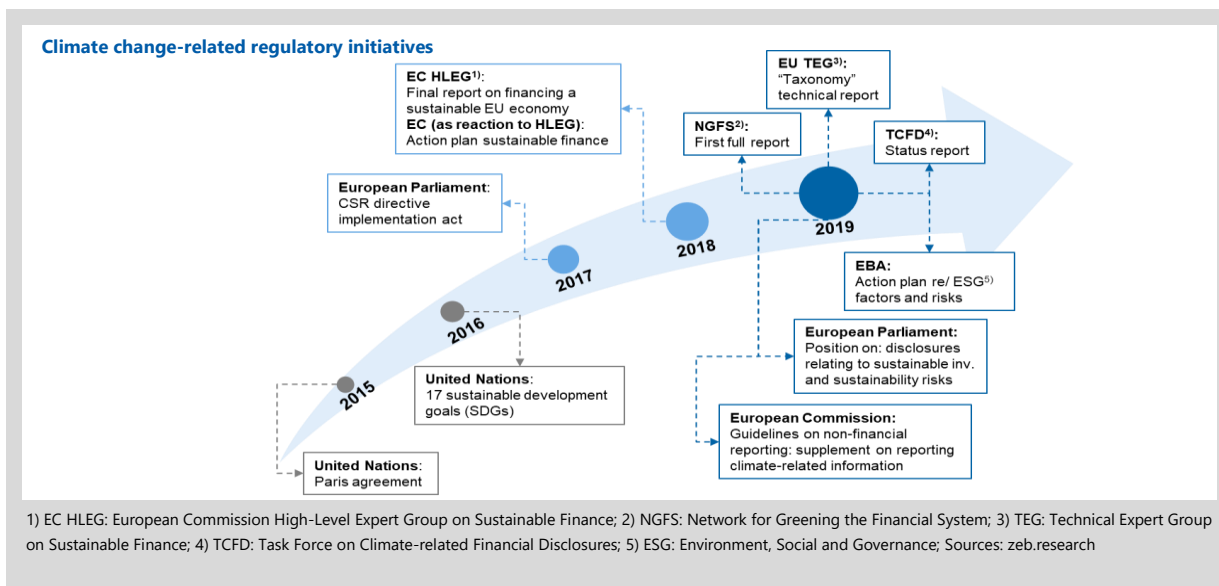 Climate change-related regulatory initiatives
EC HLEG1):
Final report on financing a
sustainable EU economy
EC (as reaction to HLEG):
Action plan sustainable finance
EU TEG3):
“Taxonomy”
technical report
NGFS2):
First full report
TCFD4):
Status report
European Parliament:
CSR directive
implementation act
2019
2018
2017
2016
2015
EBA:
Action plan re/ ESG5)
factors and risks
European Parliament:
Position on: disclosures
relating to sustainable inv.
and sustainability risks
United Nations:
17 sustainable development
goals (SDGs)
European Commission:
Guidelines on non-financial
reporting: supplement on reporting
climate-related information
United Nations:
Paris agreement
1) EC HLEG: European Commission High-Level Expert Group on Sustainable Finance; 2) NGFS: Network for Greening the Financial System; 3) TEG: Technical Expert Group
on Sustainable Finance; 4) TCFD: Task Force on Climate-related Financial Disclosures; 5) ESG: Environment, Social and Governance; Sources: zeb.research